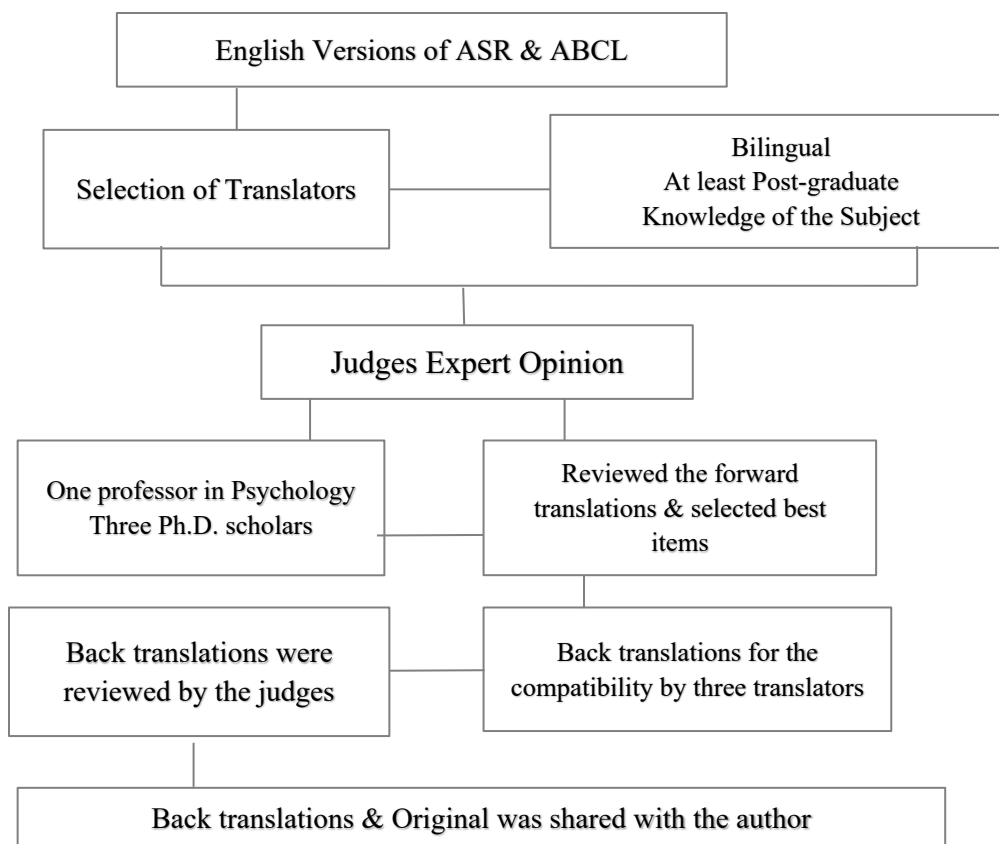 English Versions of ASR & ABCL
Selection of Translators
Bilingual
At least Post-graduate
Knowledge of the Subject
Judges Expert Opinion
One professor in Psychology
Three Ph.D. scholars
Reviewed the forward
translations & selected best
items
Back translations were
reviewed by the judges
Back translations for the
compatibility by three translators
Back translations & Original was shared with the author